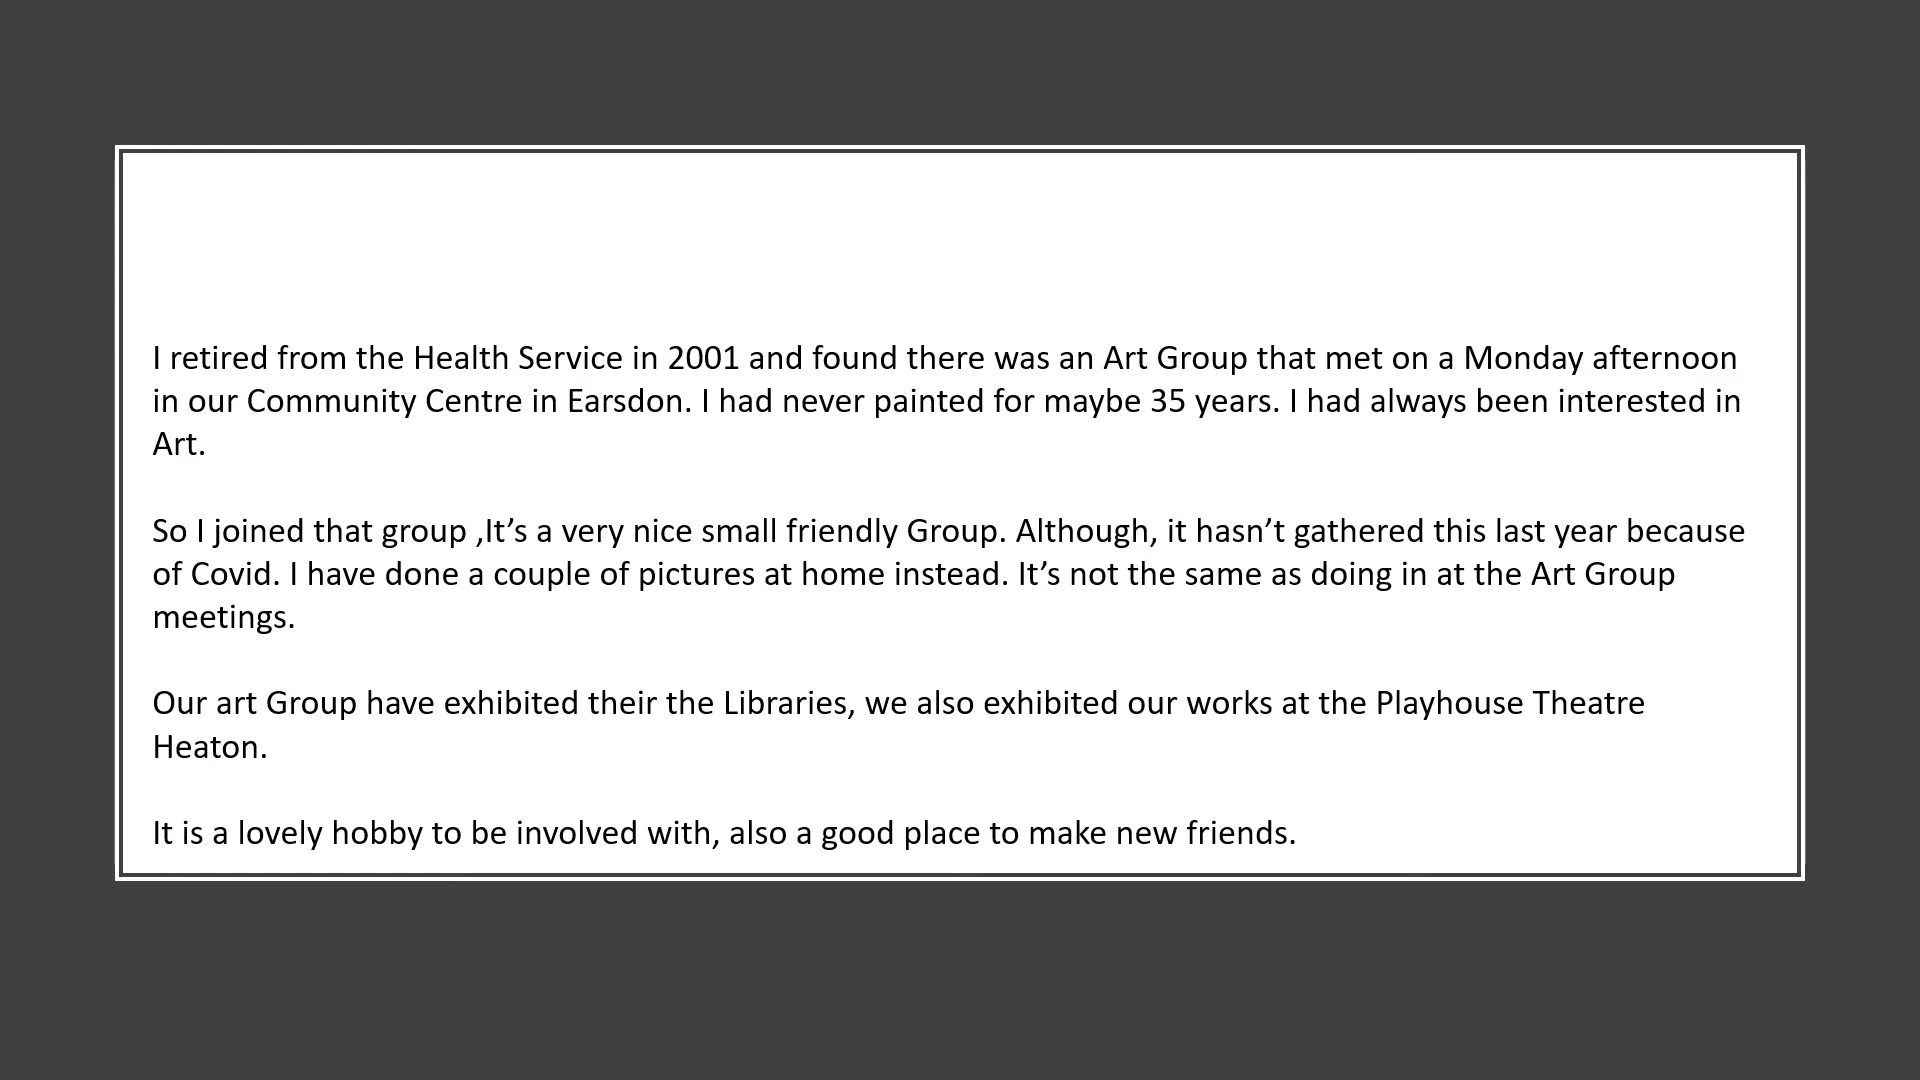 I retired from the Health Service in 2001 and found there was an Art Group that met on a Monday afternoon
in our Community Centre in Earsdon. I had never painted for maybe 35 years. I had always been interested in
Art.
So I joined that group ,It’s a very nice small friendly Group. Although, it hasn’t gathered this last year because
of Covid. I have done a couple of pictures at home instead. It’s not the same as doing in at the Art Group
meetings.
Our art Group have exhibited their the Libraries, we also exhibited our works at the Playhouse Theatre
Heaton.
It is a lovely hobby to be involved with, also a good place to make new friends.